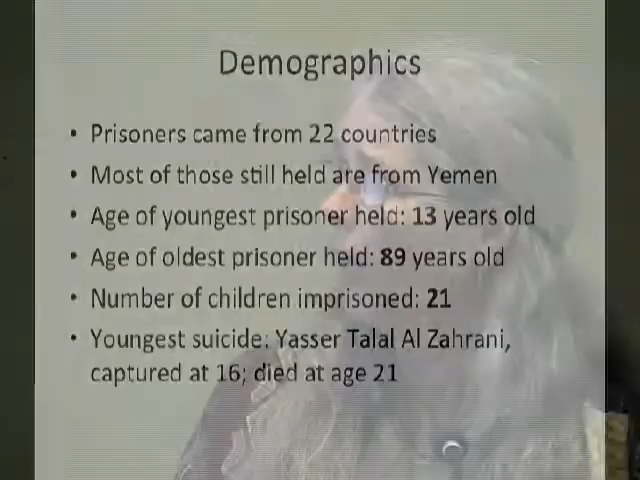 Demographics
• Prisoners came from 22 countries
• Most of those still held are from Yemen
• Age of youngest prisoner held: 13 years old
• Age of oldest prisoner held: 89 years old
• Number of children imprisoned: 21
• Youngest suicide: Yasser Talal Al Zahrani,
captured at 16; died at age 21